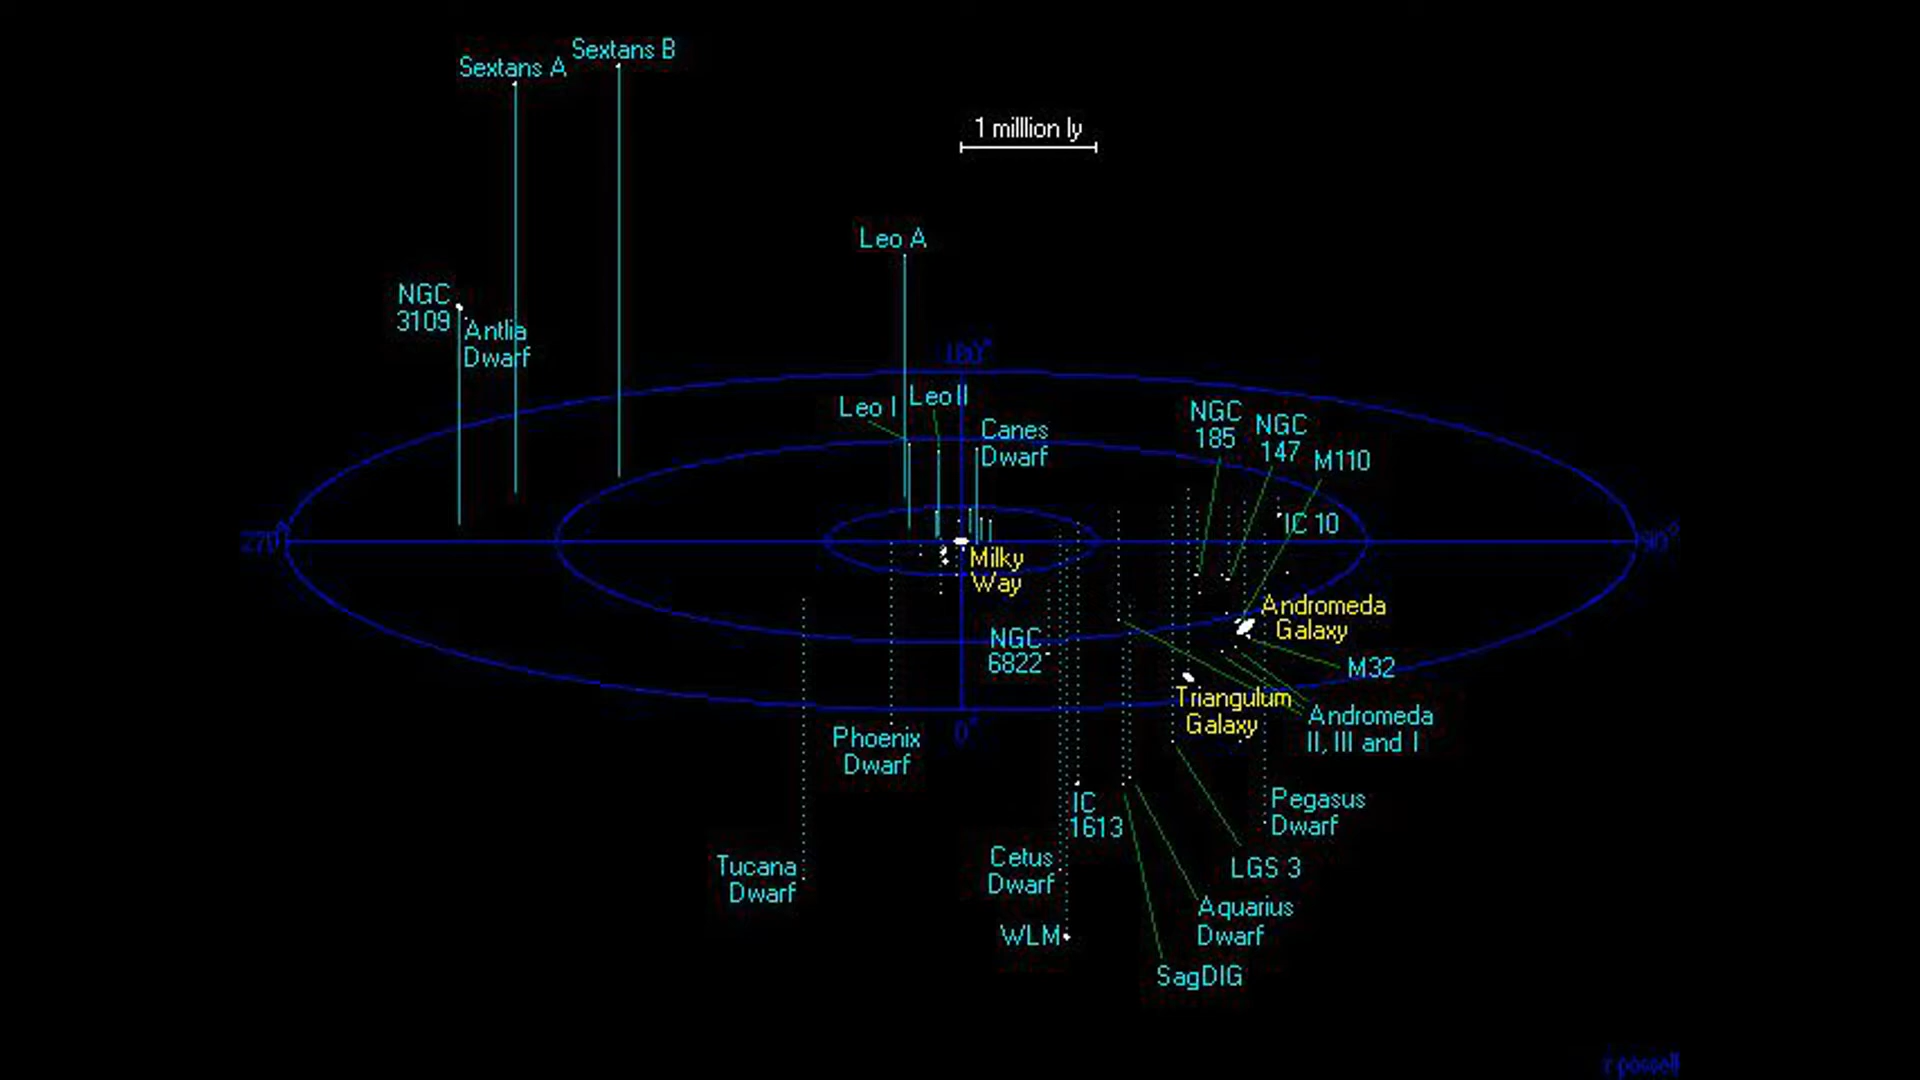 Sextans B
Sextans A
1 milllion ly
Leo A
NGC
3109
Antlia
Dwarf
180°
Leo II
Leo I
Canes
Dwarf
NGC
185
NGC
147
M110
IC 10
270°
90°
Milky
Way
Andromeda
Galaxy
NGC
6822
M32
Triangulum
Galaxy
Andromeda
II, III and I
0°
Phoenix
Dwarf
IC
1613
Pegasus
Dwarf
Tucana
Dwarf
Cetus
Dwarf
LGS 3
Aquarius
Dwarf
WLM
SagDIG
r powell